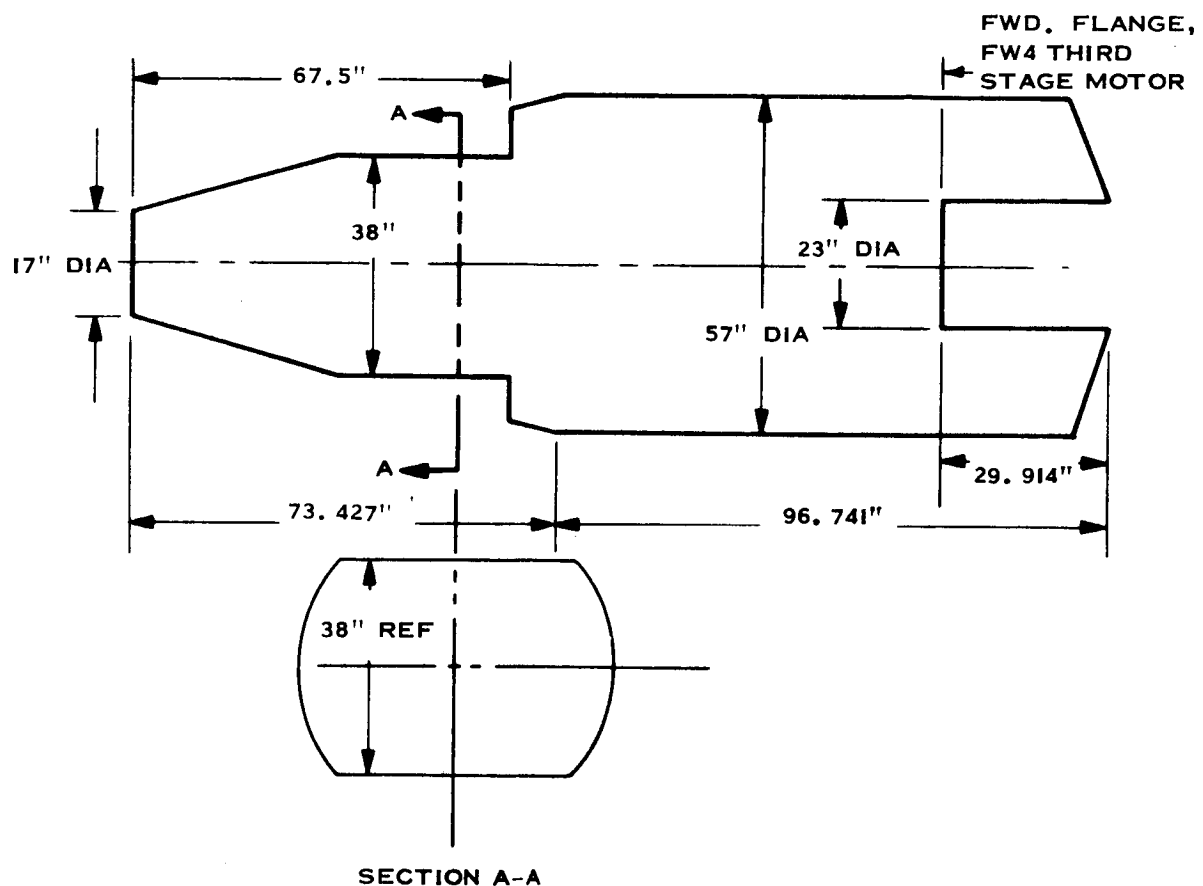 FWD. FLANGE,
FW4 THIRD
STAGE MOTOR
67.5"
A
38"
17" DIA
23" DIA
57" DIA
A
29.914"
73.427"
96.741"
38" REF
SECTION A-A